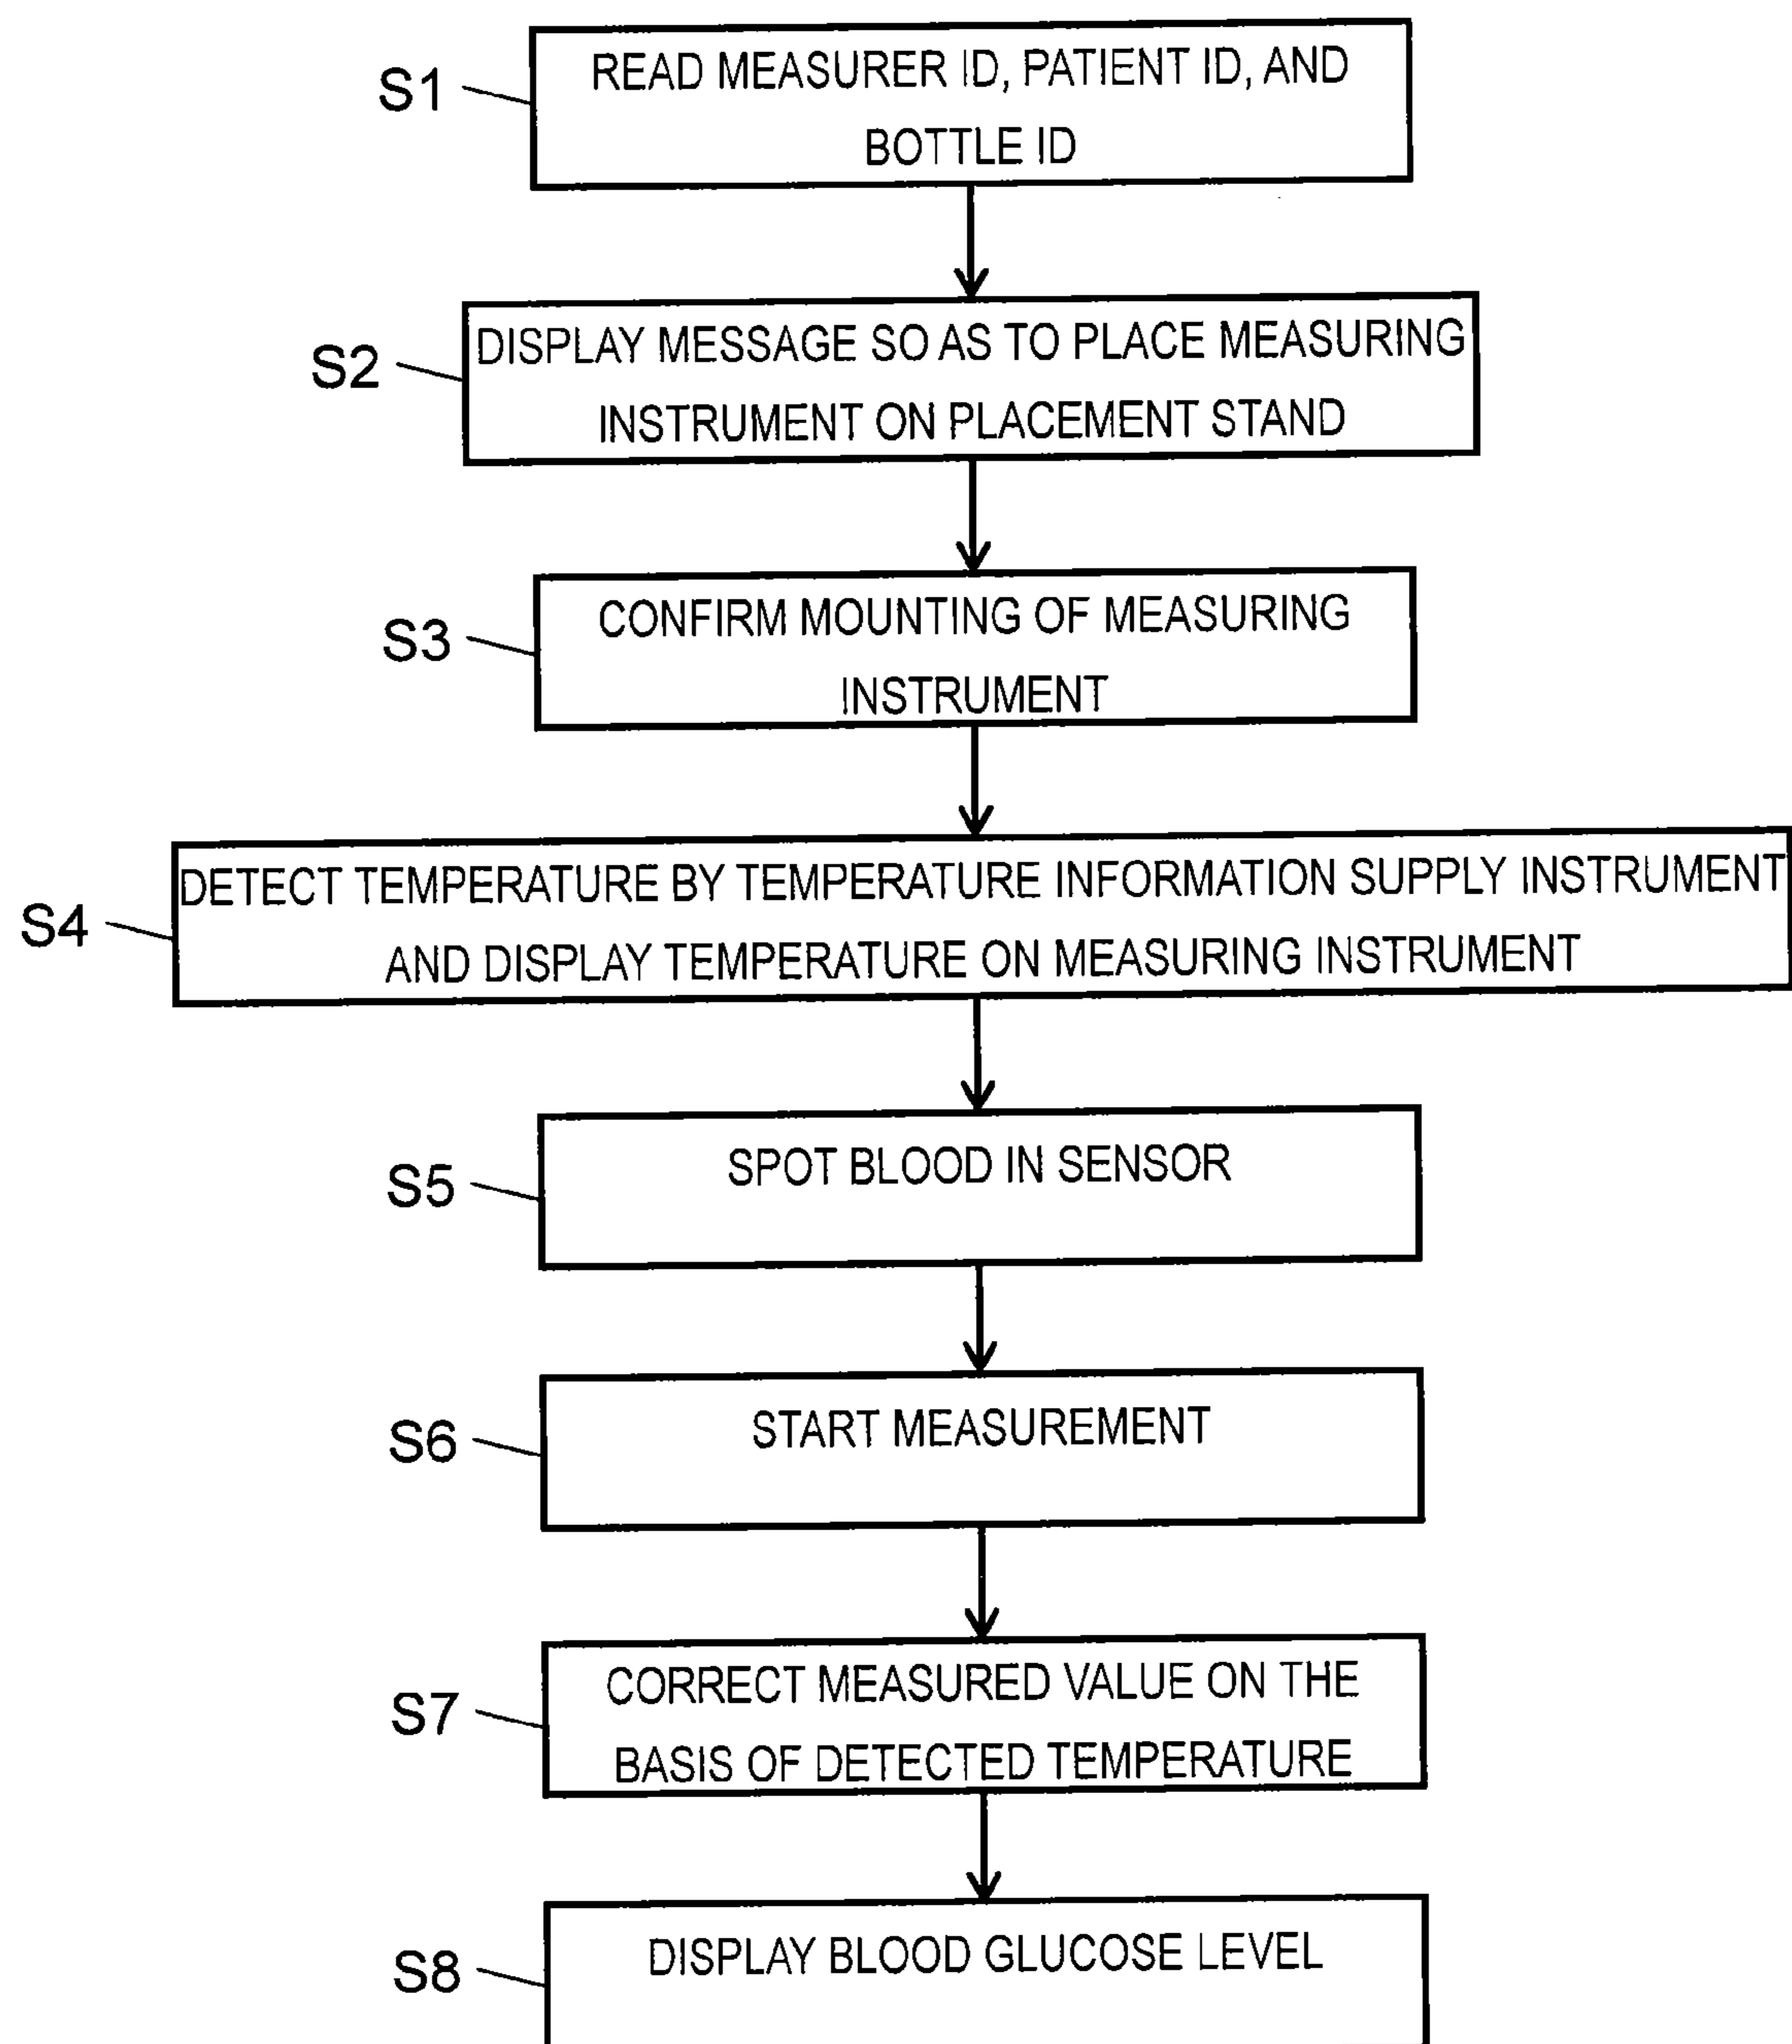 S1
READ MEASURER ID, PATIENT ID, AND
BOTTLE ID
S2
DISPLAY MESSAGE SO AS TO PLACE MEASURING
INSTRUMENT ON PLACEMENT STAND
S3
CONFIRM MOUNTING OF MEASURING
INSTRUMENT
S4
DETECT TEMPERATURE BY TEMPERATURE INFORMATION SUPPLY INSTRUMENT
AND DISPLAY TEMPERATURE ON MEASURING INSTRUMENT
S5
SPOT BLOOD IN SENSOR
S6
START MEASUREMENT
S7
CORRECT MEASURED VALUE ON THE
BASIS OF DETECTED TEMPERATURE
S8
DISPLAY BLOOD GLUCOSE LEVEL